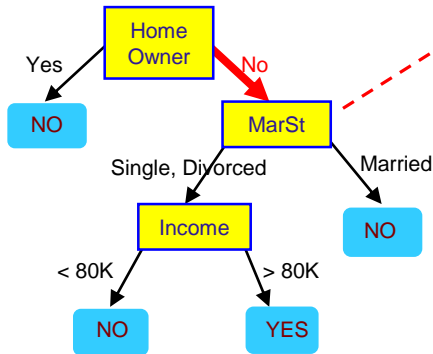 Home
Owner
Yes
No
NO
MarSt
Single, Divorced
Married
Income
NO
< 80K
> 80K
NO
YES